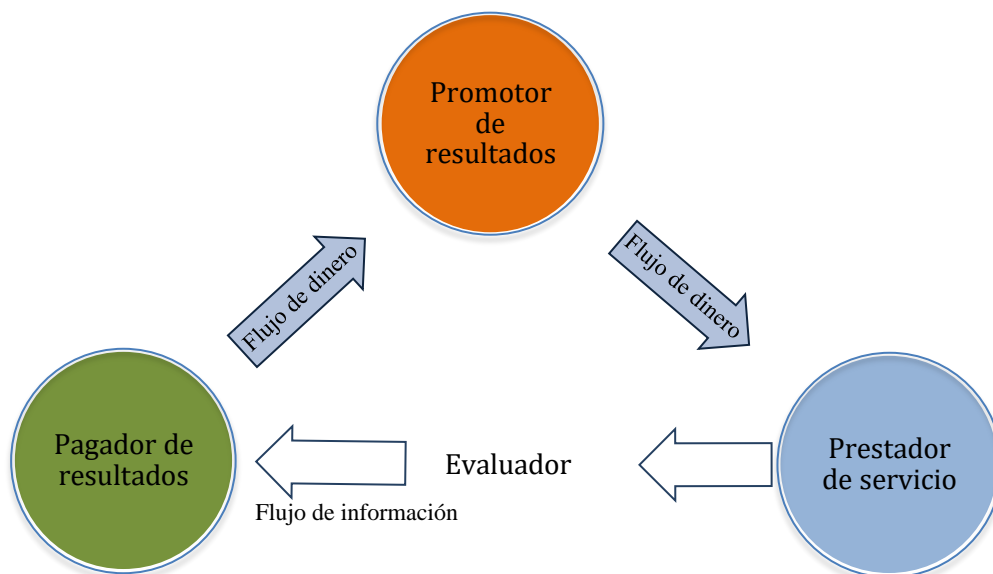 Promotor
de
resultados
Flujo de dinero
Flujo de dinero
Pagador de
resultados
Evaluador
Prestador
de servicio
Flujo de información